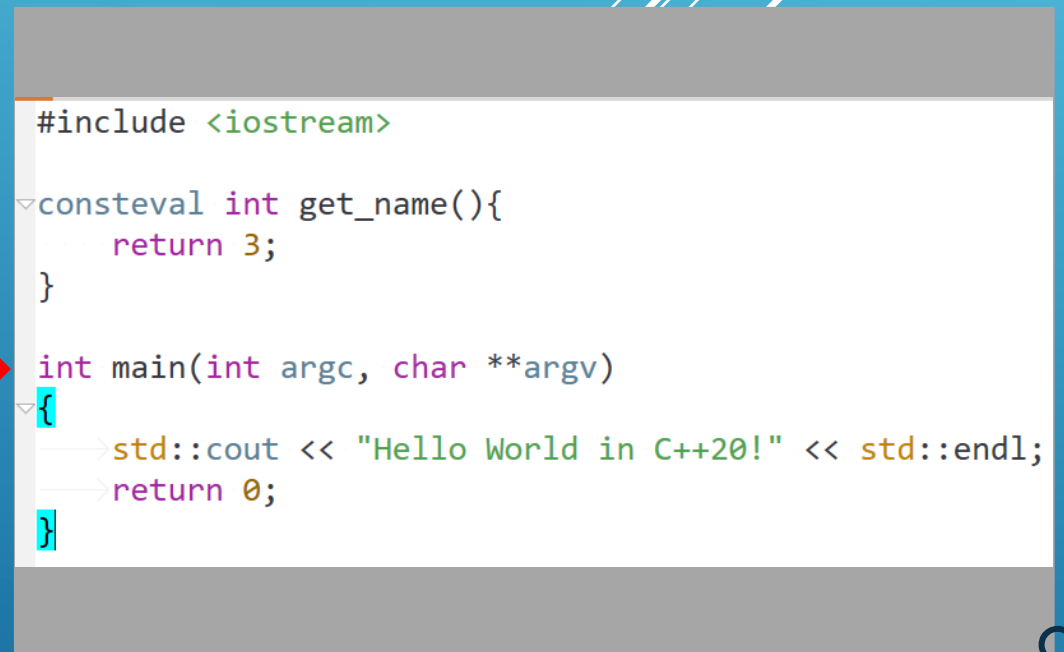 #include <iostream>
consteval int get_name(){
    return 3;
}
int main(int argc, char **argv)
{
    std::cout << "Hello World in C++20!" << std::endl;
    return 0;
}